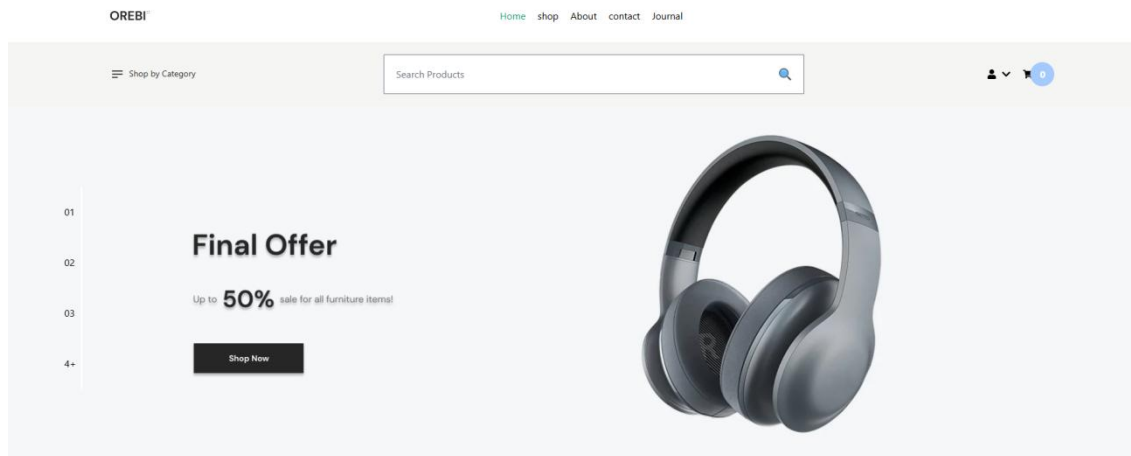 OREBI
Home shop About contact Journal
Shop by Category
Search Products
0
01
02
03
4+
Final Offer
Up to 50% sale for all furniture items!
Shop Now
R